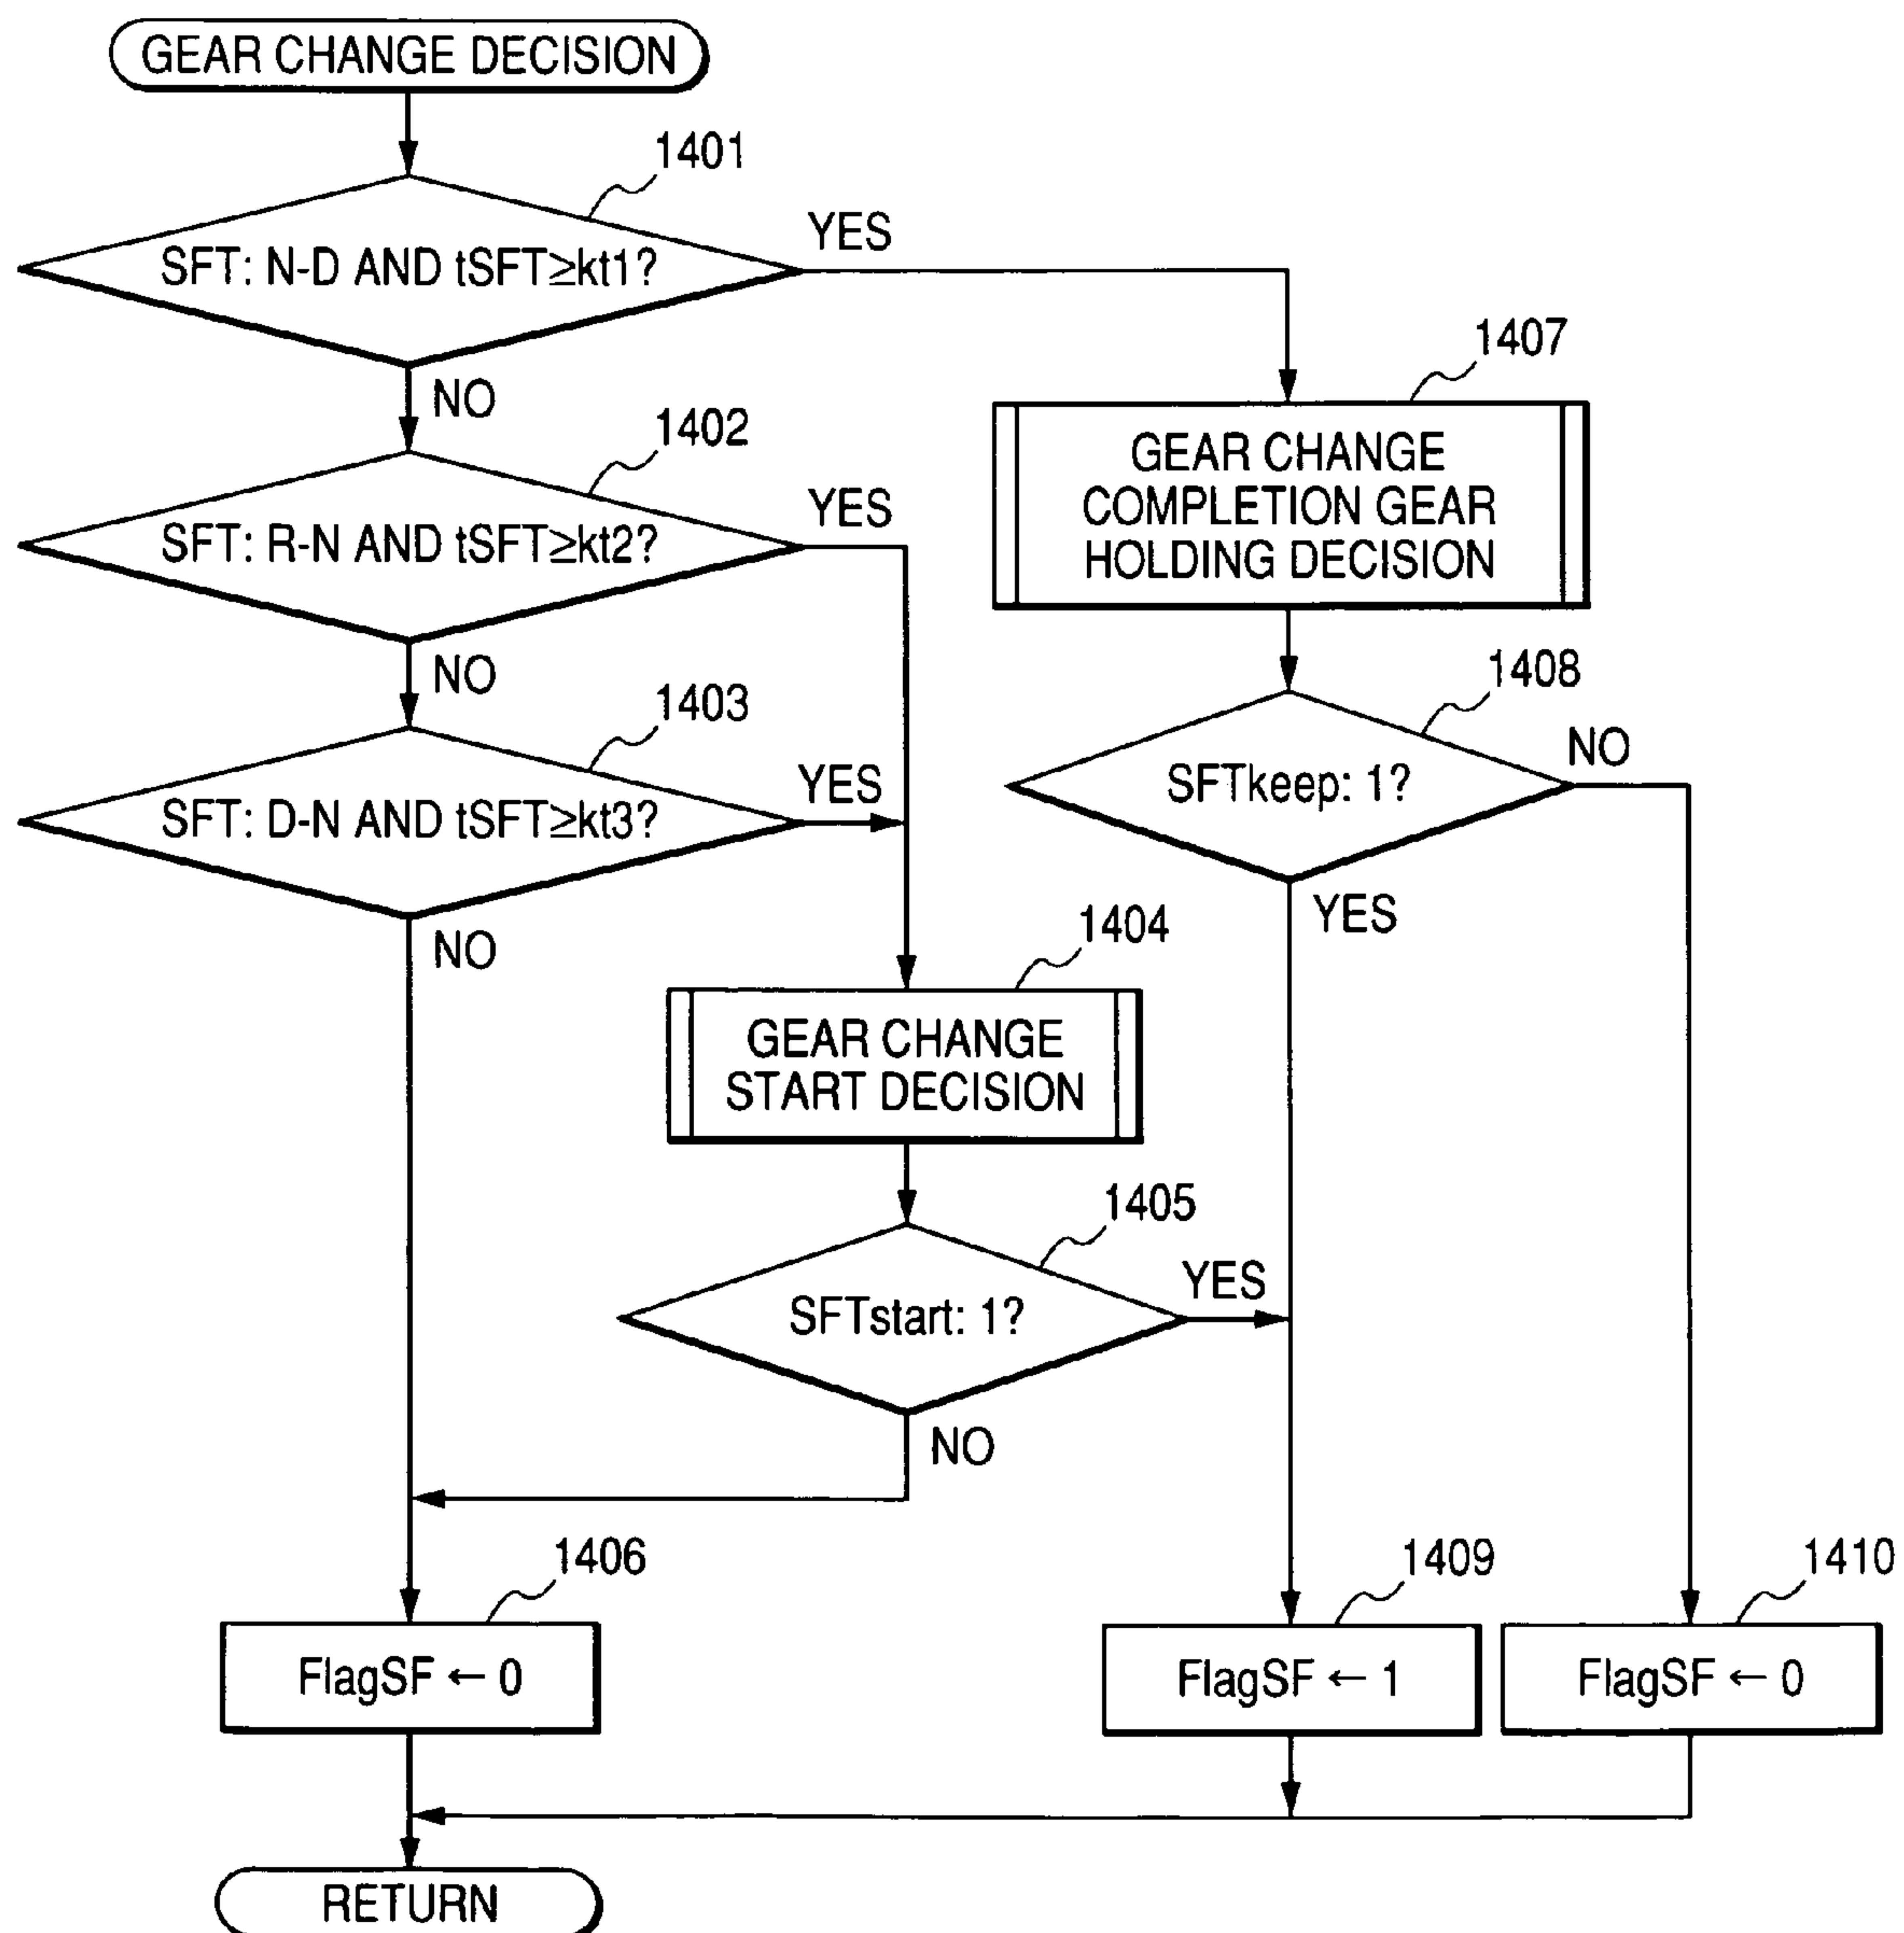 GEAR CHANGE DECISION
1401
SFT: N-D AND tSFT≥kt1?
YES
NO
1402
SFT: R-N AND tSFT≥kt2?
YES
NO
1403
SFT: D-N AND tSFT≥kt3?
YES
NO
1404
GEAR CHANGE
START DECISION
1405
SFTstart: 1?
YES
NO
1406
FlagSF ← 0
1407
GEAR CHANGE
COMPLETION GEAR
HOLDING DECISION
1408
SFTkeep: 1?
NO
YES
1409
FlagSF ← 1
1410
FlagSF ← 0
RETURN